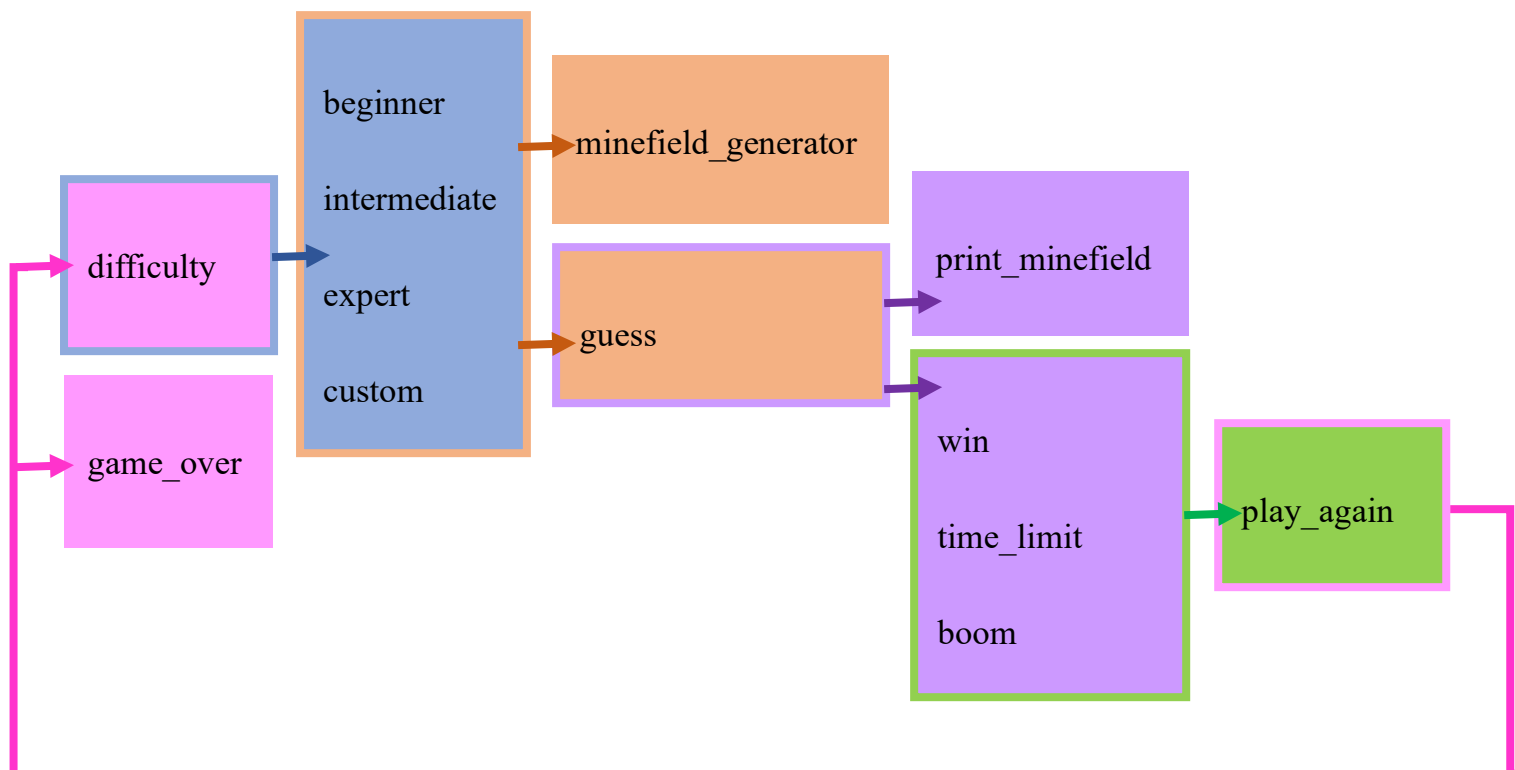 difficulty
game_over
beginner
intermediate
expert
custom
minefield_generator
guess
print_minefield
win
time_limit
boom
play_again